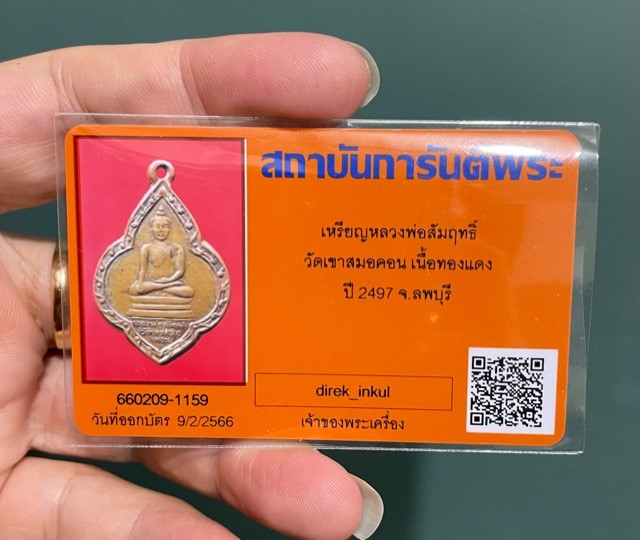 สถาบันการันตีพระ
เหรียญหลวงพ่อสัมฤทธิ์
วัดเขาสมอคอน เนื้อทองแดง
ปี 2497 จ.ลพบุรี
direk_inkul
เจ้าของพระเครื่อง
660209-1159
วันที่ออกบัตร 9/2/2566